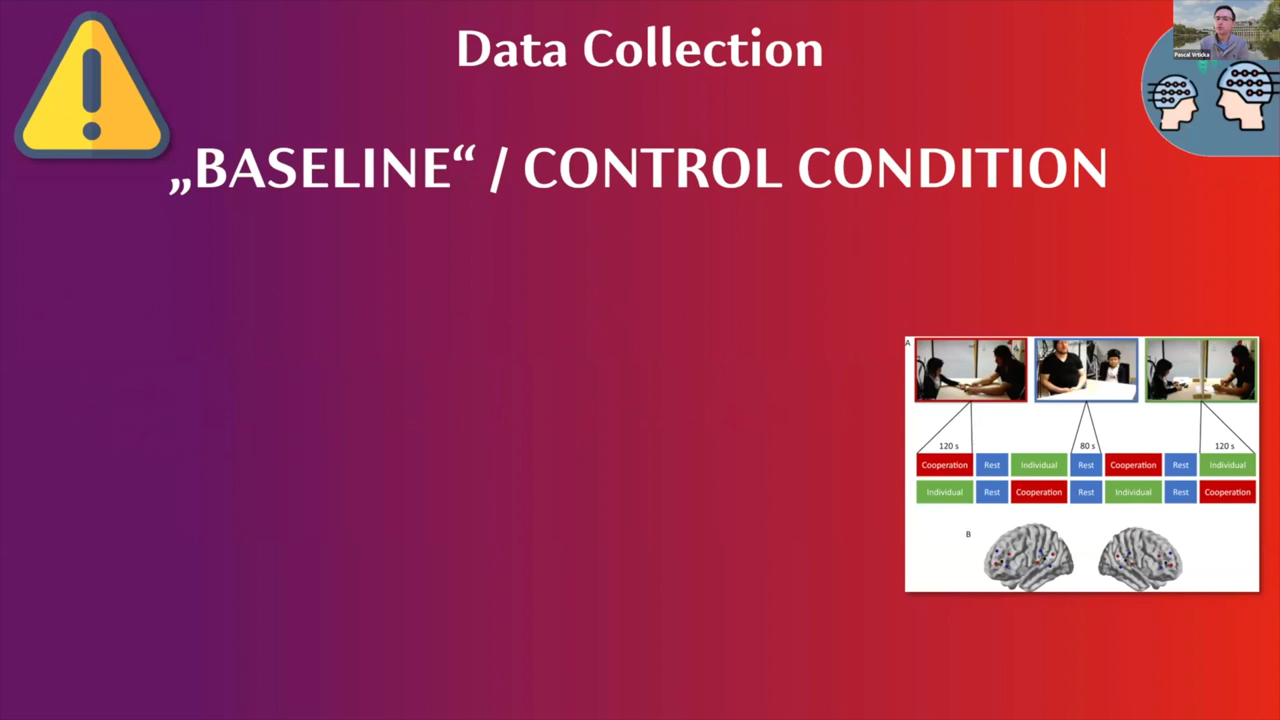 Data Collection
Pascal Vrticka
„BASELINE“ / CONTROL CONDITION
A
120 s
80 s
120 s
Cooperation Rest Individual Rest Cooperation Rest Individual
Individual Rest Cooperation Rest Individual Rest Cooperation
B